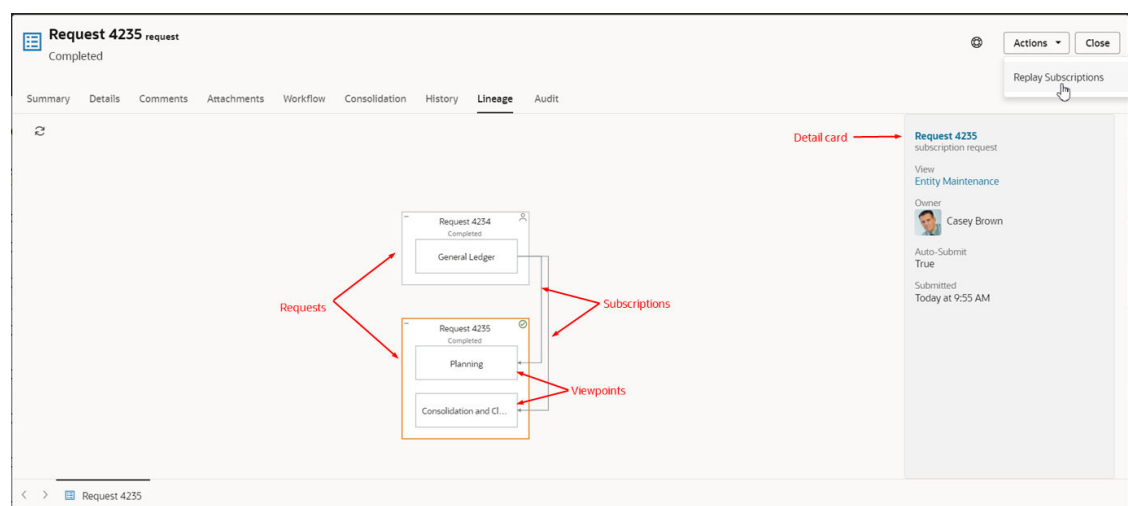 Request 4235 request
Completed
Actions
Close
Replay Subscriptions
Summary Details Comments Attachments Workflow Consolidation History Lineage Audit
Detail card
Request 4235
subscription request
View
Entity Maintenance
Owner
Casey Brown
Auto-Submit
True
Submitted
Today at 9:55 AM
Request 4234
Completed
General Ledger
Requests
Subscriptions
Request 4235
Completed
Planning
Viewpoints
Consolidation and Cl...
Request 4235